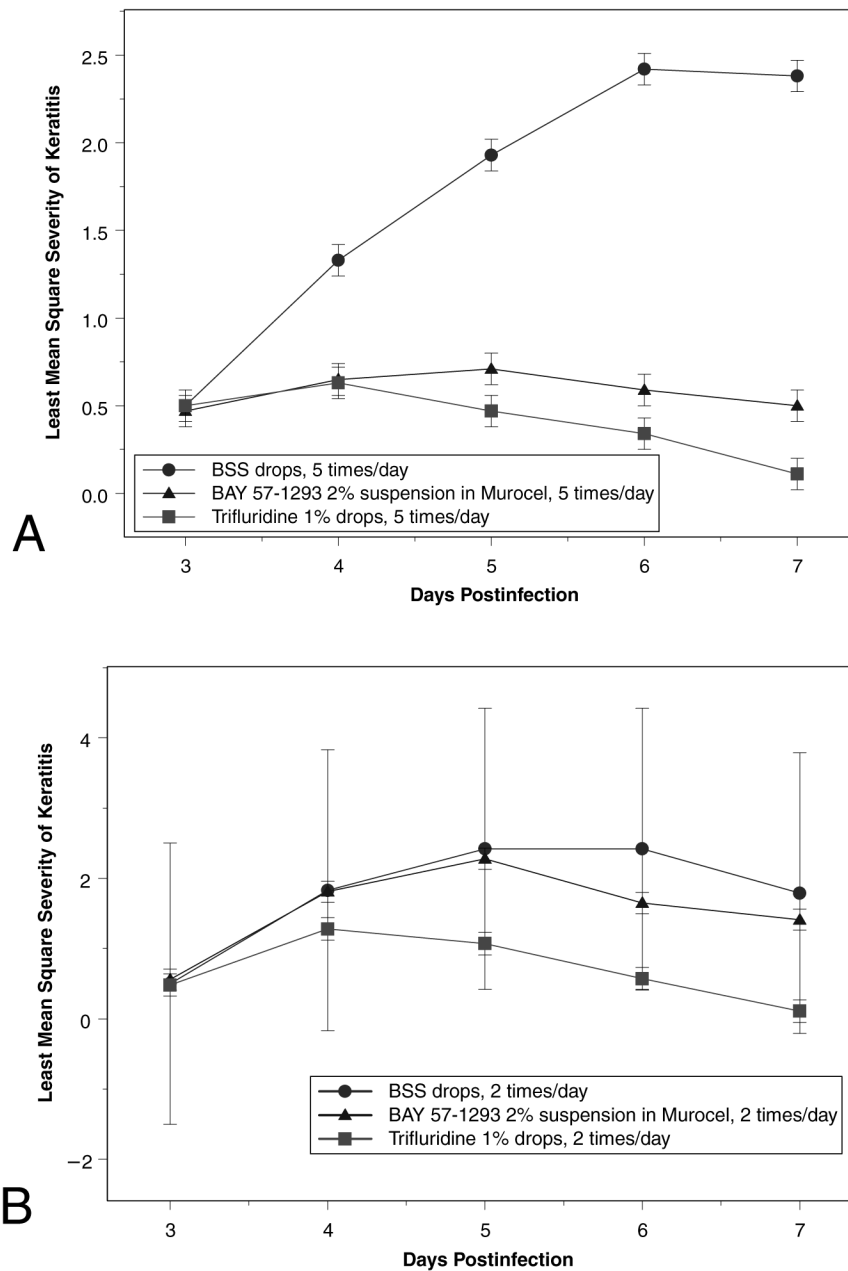 2.5
2.0
1.5
1.0
0.5
0.0
Least Mean Square Severity of Keratitis
BSS drops, 5 times/day
BAY 57-1293 2% suspension in Murocel, 5 times/day
Trifluridine 1% drops, 5 times/day
A
3 4 5 6 7
Days Postinfection
4
2
0
−2
Least Mean Square Severity of Keratitis
BSS drops, 2 times/day
BAY 57-1293 2% suspension in Murocel, 2 times/day
Trifluridine 1% drops, 2 times/day
B
3 4 5 6 7
Days Postinfection